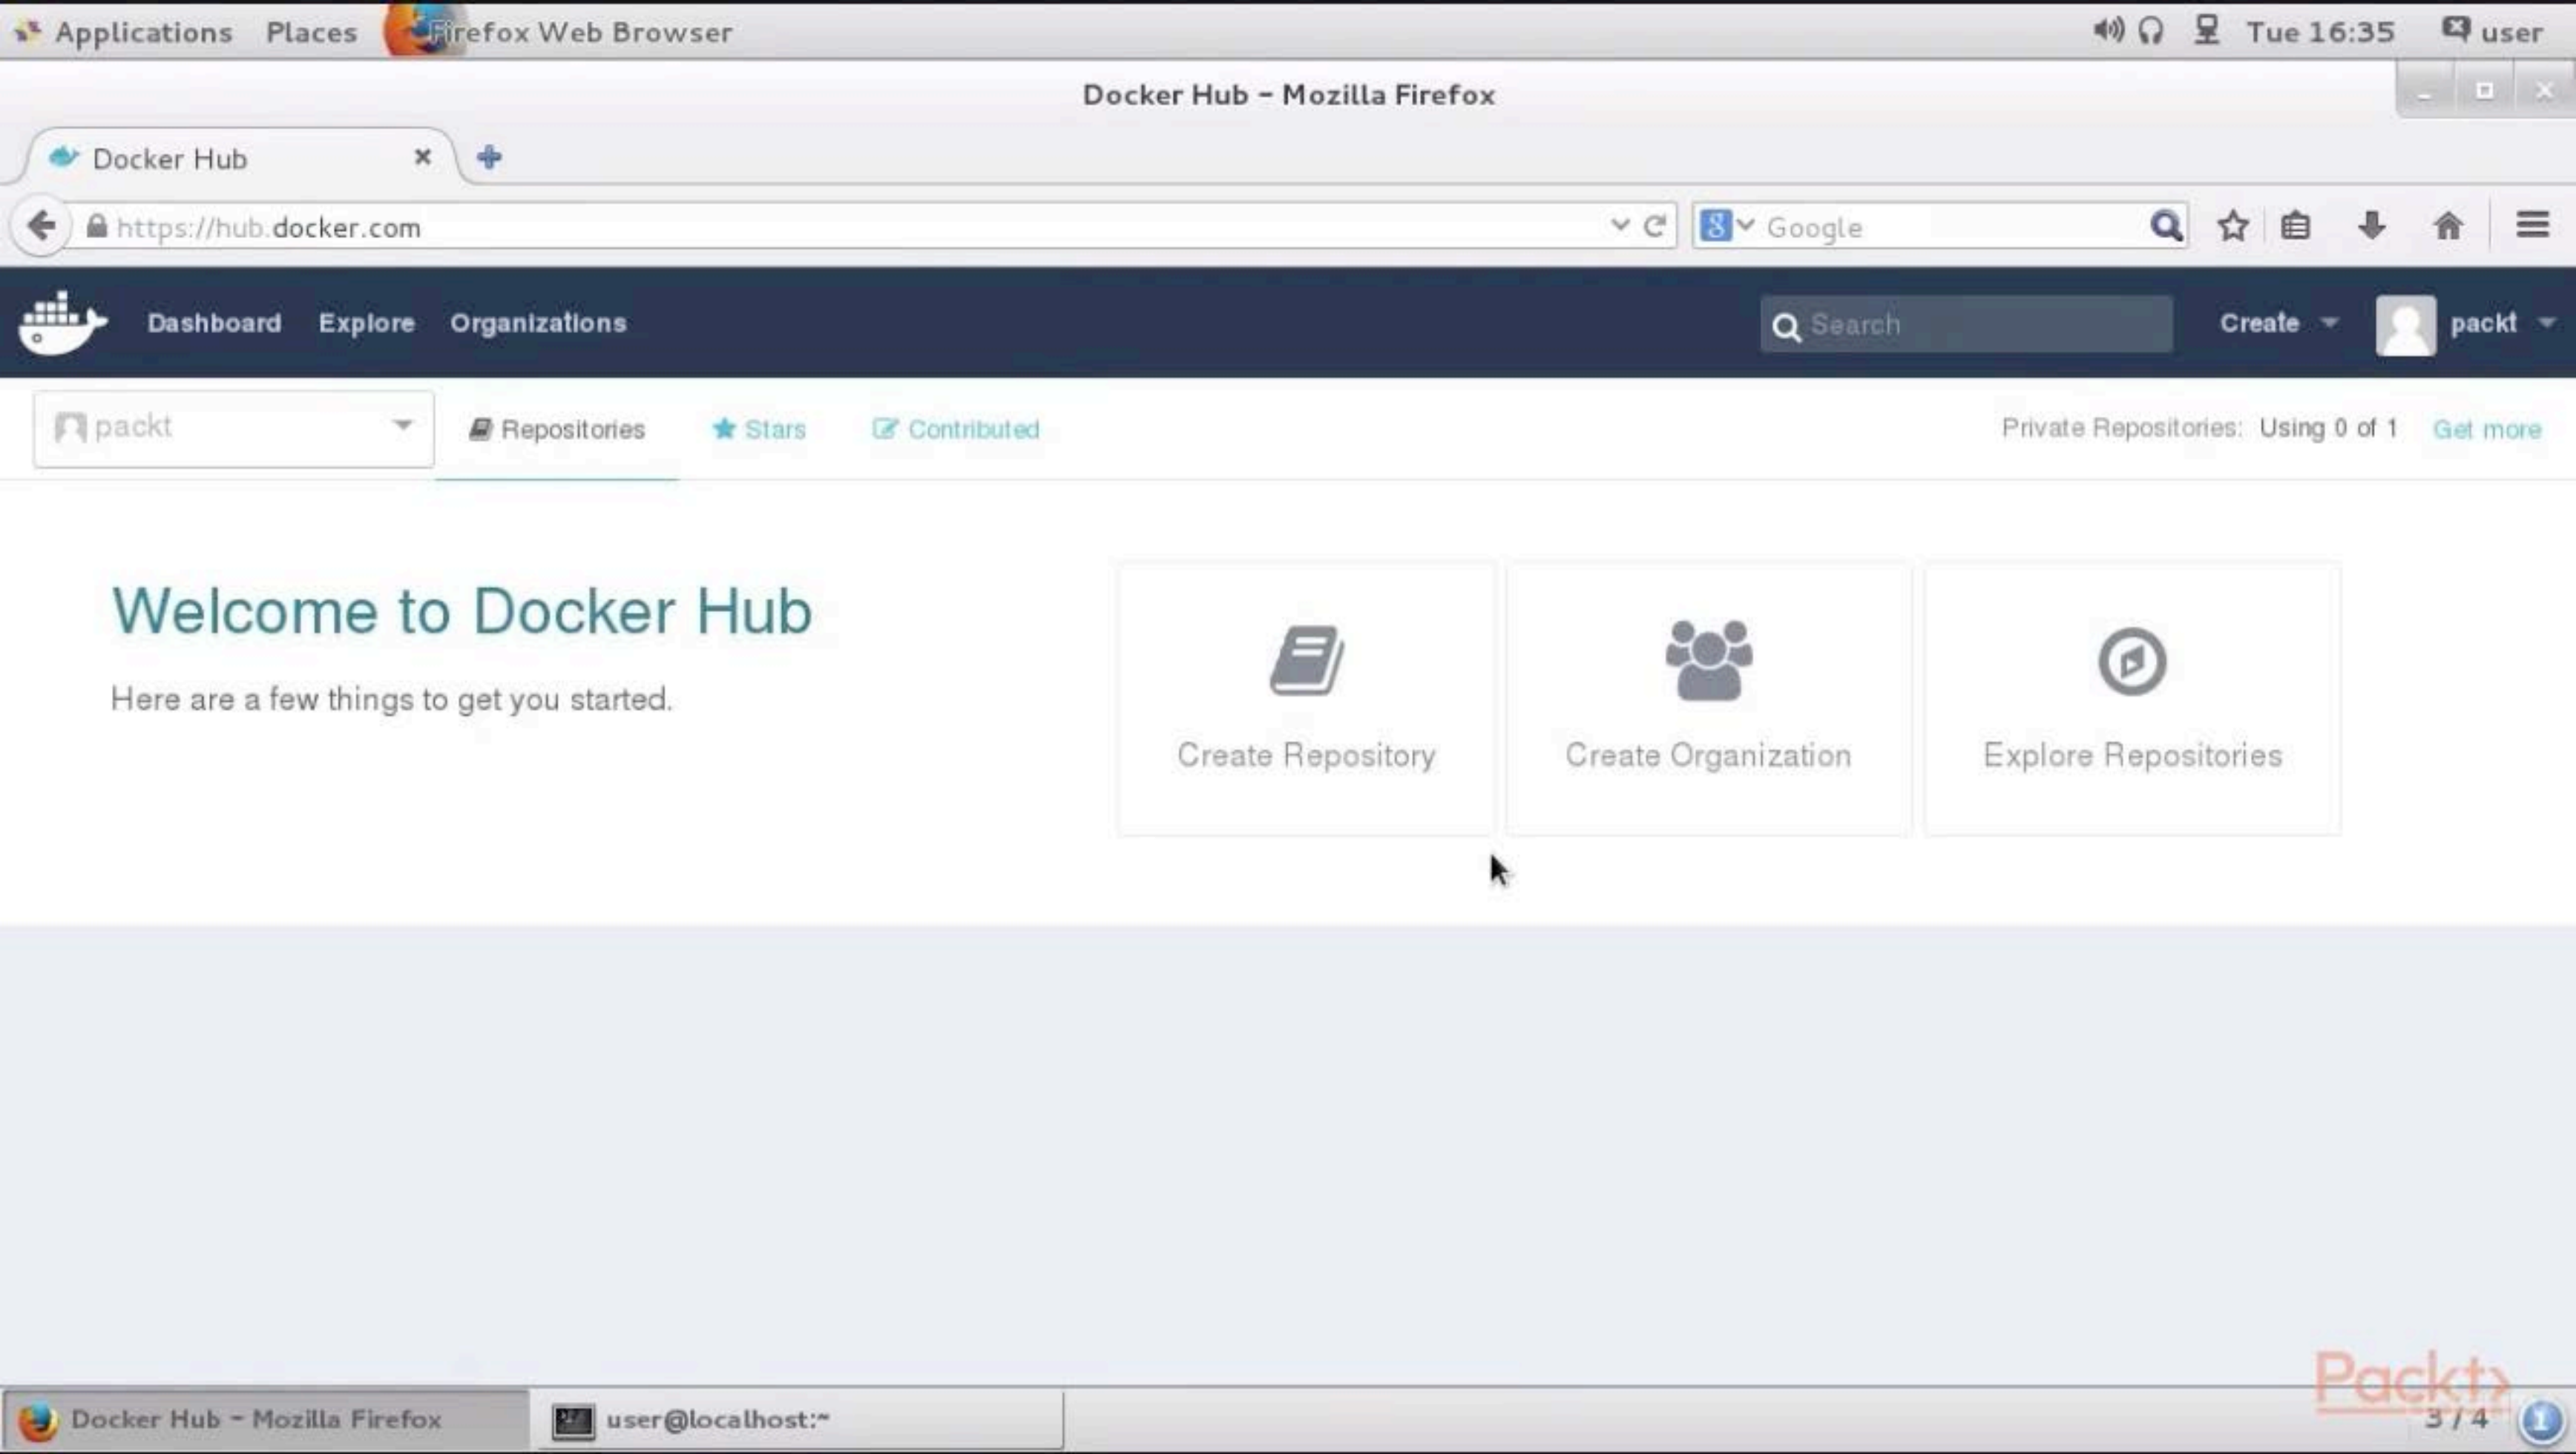 Applications Places Firefox Web Browser Tue 16:35 user
Docker Hub - Mozilla Firefox
Docker Hub
https://hub.docker.com Google
Dashboard Explore Organizations Search Create packt
packt Repositories Stars Contributed Private Repositories: Using 0 of 1 Get more
Welcome to Docker Hub
Here are a few things to get you started.
Create Repository Create Organization Explore Repositories
Packt>
Docker Hub - Mozilla Firefox user@localhost:~ 3 / 4 1